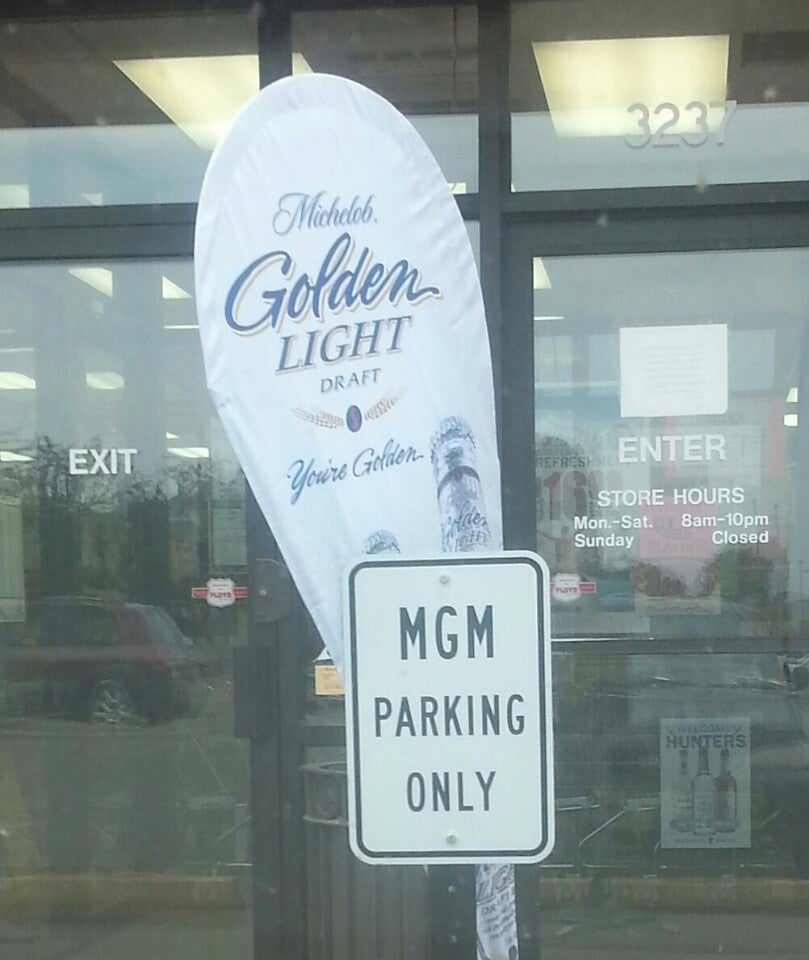 3237
Michelob.
Golden
LIGHT
DRAFT
You're Golden
EXIT
ENTER
STORE HOURS
Mon.-Sat. 8am-10pm
Sunday Closed
MGM
PARKING
ONLY
WELCOME
HUNTERS